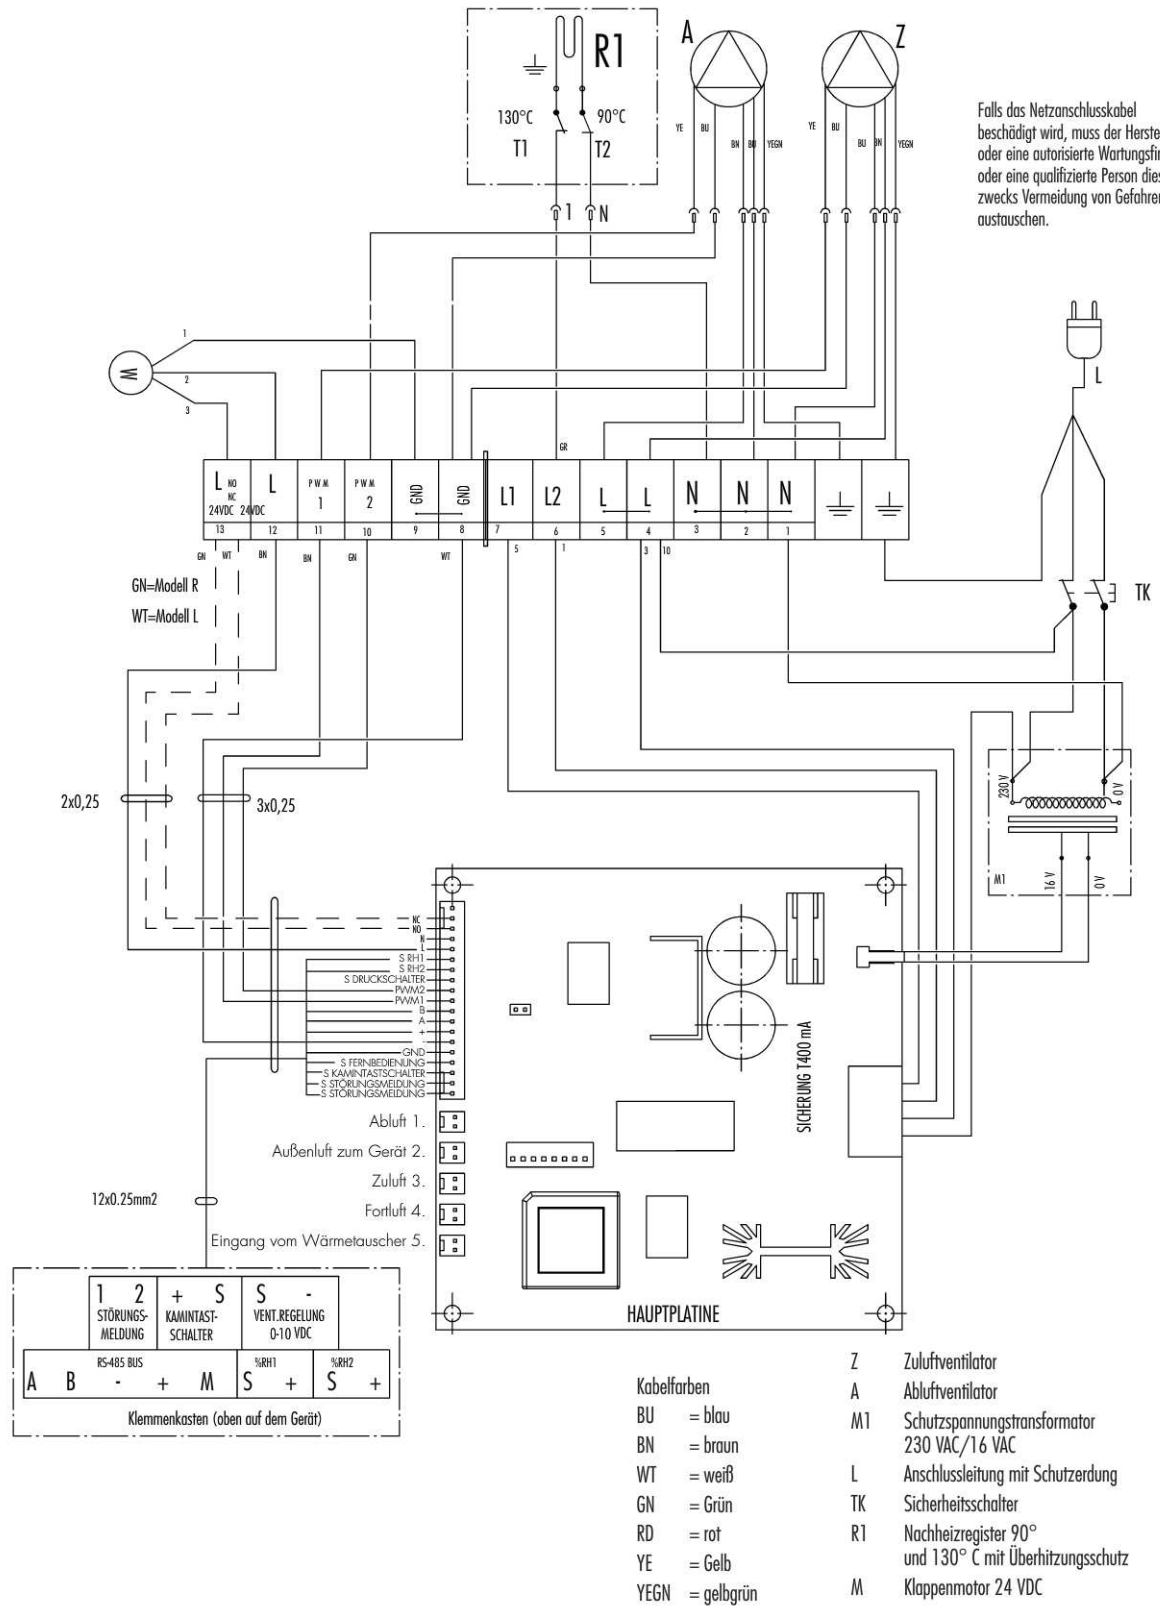 R1
A
Z
130°C
90°C
T1
T2
YE
BU
BN
BU
YEGN
YE
BU
BU
BN
YEGN
Falls das Netzanschlusskabel
beschädigt wird, muss der Herste
oder eine autorisierte Wartungsfir
oder eine qualifizierte Person dies
zwecks Vermeidung von Gefahren
austauschen.
1
N
L
1
M
2
3
GR
L NO
NC
24VDC
L
24VDC
PWM
1
PWM
2
GND
GND
L1
L2
L
L
N
N
N
13
12
11
10
9
8
7
6
5
4
3
2
1
GN
WT
BN
BN
GN
WT
5
1
3
10
GN=Modell R
WT=Modell L
TK
2x0,25
3x0,25
230 V
0 V
M1
16 V
0 V
NC
NO
N
L
S RH1
S RH2
S DRUCKSCHALTER
PWM2
PWM1
B
A
+
-
GND
S FERNBEDIENUNG
S KAMINTASTSCHALTER
S STÖRUNGSMELDUNG
S STÖRUNGSMELDUNG
SICHERUNG T400 mA
Abluft 1.
Außenluft zum Gerät 2.
Zuluft 3.
Fortluft 4.
Eingang vom Wärmetauscher 5.
12x0.25mm2
HAUPTPLATINE
1 2
STÖRUNGS-
MELDUNG
+ S
KAMINTAST-
SCHALTER
S -
VENT.REGELUNG
0-10 VDC
RS-485 BUS
A B - + M
%RH1
S +
%RH2
S +
Klemmenkasten (oben auf dem Gerät)
Kabelfarben
BU = blau
BN = braun
WT = weiß
GN = Grün
RD = rot
YE = Gelb
YEGN = gelbgrün
Z Zuluftventilator
A Abluftventilator
M1 Schutzspannungstransformator
230 VAC/16 VAC
L Anschlussleitung mit Schutzerdung
TK Sicherheitsschalter
R1 Nachheizregister 90°
und 130° C mit Überhitzungsschutz
M Klappenmotor 24 VDC